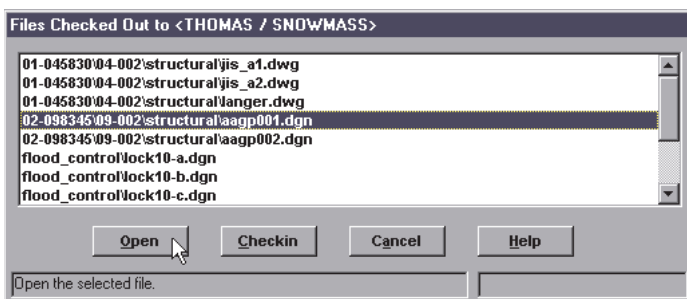 Files Checked Out to <THOMAS / SNOWMASS>
01-045830\04-002\structural\jis_a1.dwg
01-045830\04-002\structural\jis_a2.dwg
01-045830\04-002\structural\langer.dwg
02-098345\09-002\structural\aagp001.dgn
02-098345\09-002\structural\aagp002.dgn
flood_control\lock10-a.dgn
flood_control\lock10-b.dgn
flood_control\lock10-c.dgn
Open Checkin Cancel Help
Open the selected file.